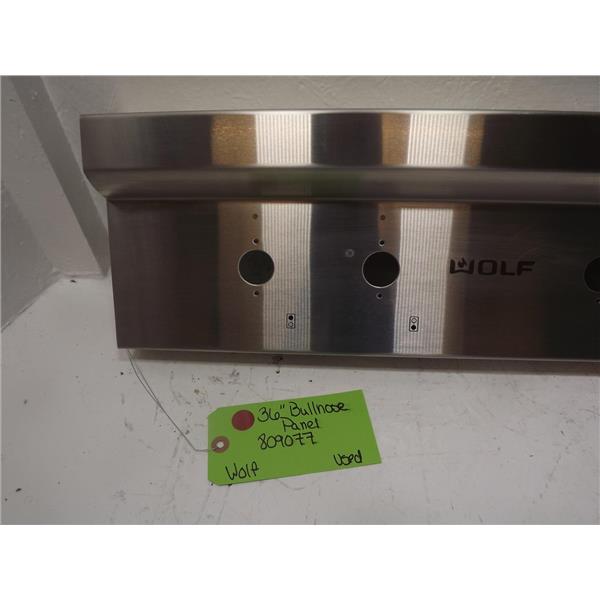 WOLF
36" Bullnose
Panel
809077
Wolf Used